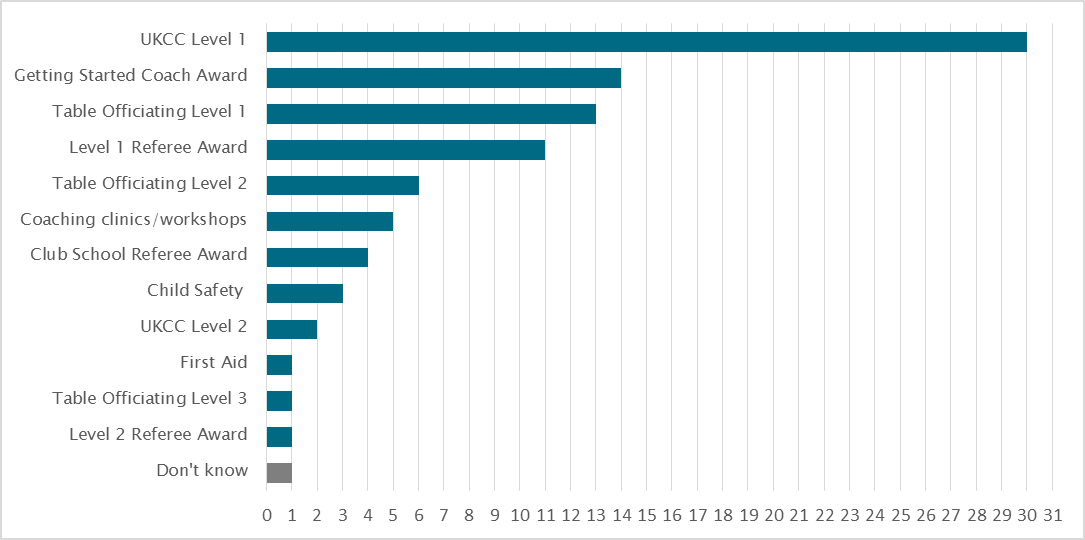 UKCC Level 1
Getting Started Coach Award
Table Officiating Level 1
Level 1 Referee Award
Table Officiating Level 2
Coaching clinics/workshops
Club School Referee Award
Child Safety
UKCC Level 2
First Aid
Table Officiating Level 3
Level 2 Referee Award
Don't know
0 1 2 3 4 5 6 7 8 9 10 11 12 13 14 15 16 17 18 19 20 21 22 23 24 25 26 27 28 29 30 31